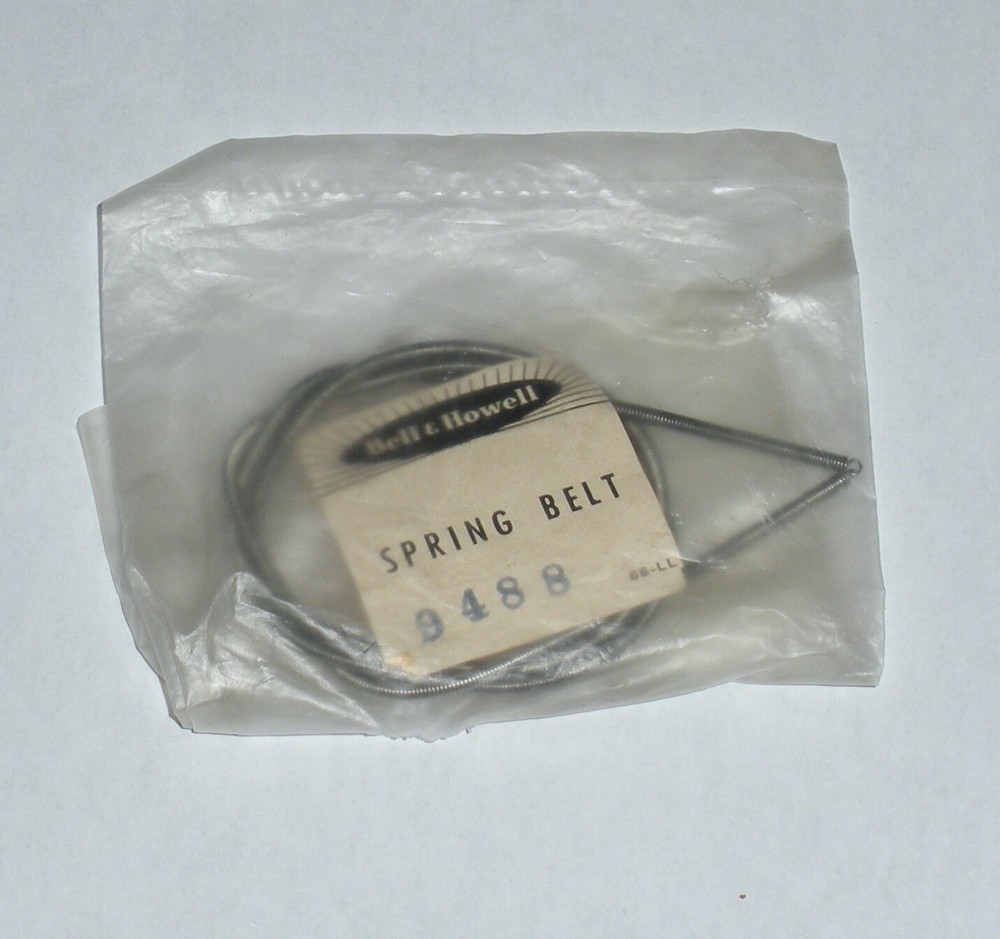 Bell & Howell
SPRING BELT
9488
66-LL